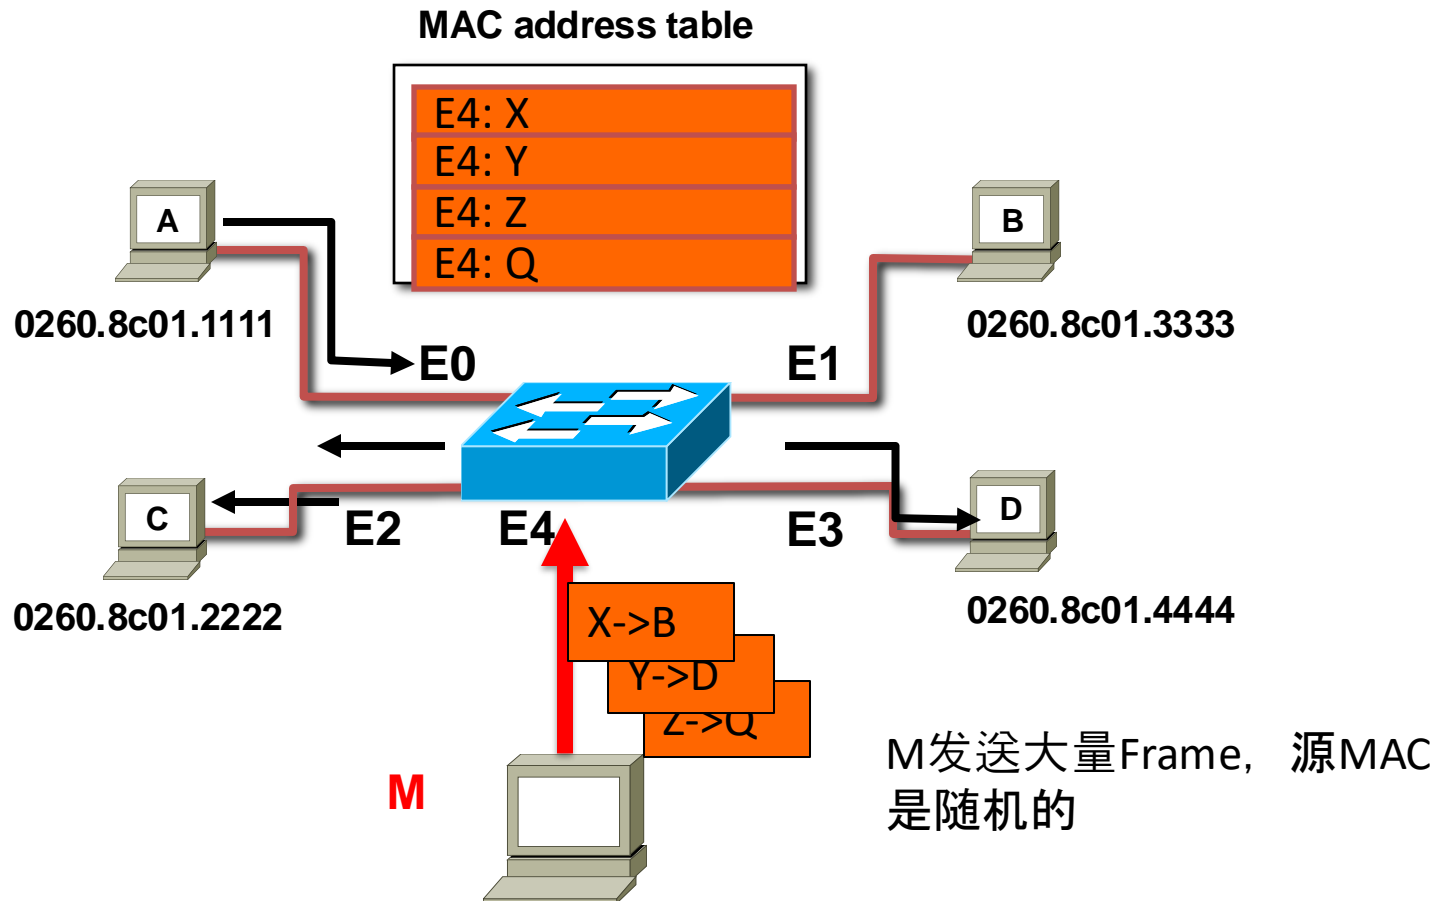 MAC address table
E4: X
E4: Y
E4: Z
E4: Q
A
B
0260.8c01.1111
0260.8c01.3333
E0
E1
C
D
E2
E4
E3
0260.8c01.2222
0260.8c01.4444
X->B
Y->D
Z->Q
M
M发送大量Frame, 源MAC
是随机的